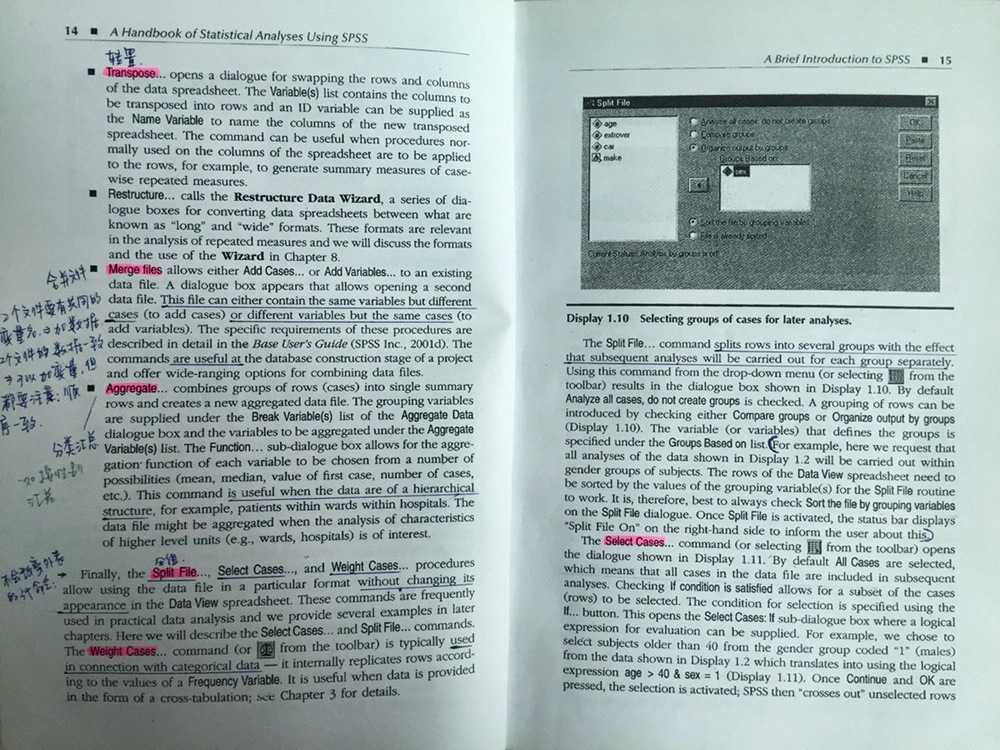 14 ■ A Handbook of Statistical Analyses Using SPSS
转置
■ Transpose... opens a dialogue for swapping the rows and columns
of the data spreadsheet. The Variable(s) list contains the columns to
be transposed into rows and an ID variable can be supplied as
the Name Variable to name the columns of the new transposed
spreadsheet. The command can be useful when procedures nor-
mally used on the columns of the spreadsheet are to be applied
to the rows, for example, to generate summary measures of case-
wise repeated measures.
■ Restructure... calls the Restructure Data Wizard, a series of dia-
logue boxes for converting data spreadsheets between what are
known as "long" and "wide" formats. These formats are relevant
in the analysis of repeated measures and we will discuss the formats
and the use of the Wizard in Chapter 8.
合并文件
■ Merge files allows either Add Cases... or Add Variables... to an existing
data file. A dialogue box appears that allows opening a second
data file. This file can either contain the same variables but different
cases (to add cases) or different variables but the same cases (to
add variables). The specific requirements of these procedures are
described in detail in the Base User's Guide (SPSS Inc., 2001d). The
commands are useful at the database construction stage of a project
and offer wide-ranging options for combining data files.
2个文件要有共同的
变量名⇒加数据
2个文件的数据一致
⇒可以加变量,但
都要注意:顺
序一致.
■ Aggregate... combines groups of rows (cases) into single summary
rows and creates a new aggregated data file. The grouping variables
are supplied under the Break Variable(s) list of the Aggregate Data
dialogue box and the variables to be aggregated under the Aggregate
Variable(s) list. The Function... sub-dialogue box allows for the aggre-
gation function of each variable to be chosen from a number of
possibilities (mean, median, value of first case, number of cases,
etc.). This command is useful when the data are of a hierarchical
structure, for example, patients within wards within hospitals. The
data file might be aggregated when the analysis of characteristics
of higher level units (e.g., wards, hospitals) is of interest.
分类汇总
汇总
分组
Finally, the Split File..., Select Cases..., and Weight Cases... procedures
allow using the data file in a particular format without changing its
appearance in the Data View spreadsheet. These commands are frequently
used in practical data analysis and we provide several examples in later
chapters. Here we will describe the Select Cases... and Split File... commands.
The Weight Cases... command (or from the toolbar) is typically used
in connection with categorical data — it internally replicates rows accord-
ing to the values of a Frequency Variable. It is useful when data is provided
in the form of a cross-tabulation; see Chapter 3 for details.
A Brief Introduction to SPSS ■ 15
Split File
age
extrover
car
make
Analyze all cases, do not create groups
Compare groups
Organize output by groups
Groups Based on:
sex
Sort the file by grouping variables
File is already sorted
Current Status: Analysis by groups is off.
OK
Paste
Reset
Cancel
Help
Display 1.10 Selecting groups of cases for later analyses.
The Split File... command splits rows into several groups with the effect
that subsequent analyses will be carried out for each group separately.
Using this command from the drop-down menu (or selecting from the
toolbar) results in the dialogue box shown in Display 1.10. By default
Analyze all cases, do not create groups is checked. A grouping of rows can be
introduced by checking either Compare groups or Organize output by groups
(Display 1.10). The variable (or variables) that defines the groups is
specified under the Groups Based on list. For example, here we request that
all analyses of the data shown in Display 1.2 will be carried out within
gender groups of subjects. The rows of the Data View spreadsheet need to
be sorted by the values of the grouping variable(s) for the Split File routine
to work. It is, therefore, best to always check Sort the file by grouping variables
on the Split File dialogue. Once Split File is activated, the status bar displays
"Split File On" on the right-hand side to inform the user about this.
The Select Cases... command (or selecting from the toolbar) opens
the dialogue shown in Display 1.11. By default All Cases are selected,
which means that all cases in the data file are included in subsequent
analyses. Checking If condition is satisfied allows for a subset of the cases
(rows) to be selected. The condition for selection is specified using the
If... button. This opens the Select Cases: If sub-dialogue box where a logical
expression for evaluation can be supplied. For example, we chose to
select subjects older than 40 from the gender group coded "1" (males)
from the data shown in Display 1.2 which translates into using the logical
expression age > 40 & sex = 1 (Display 1.11). Once Continue and OK are
pressed, the selection is activated; SPSS then "crosses out" unselected rows